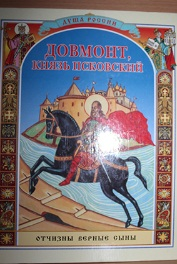 ДУША РОССИИ
ДОВМОНТ,
КНЯЗЬ ПСКОВСКИЙ
ОТЧИЗНЫ ВЕРНЫЕ СЫНЫ